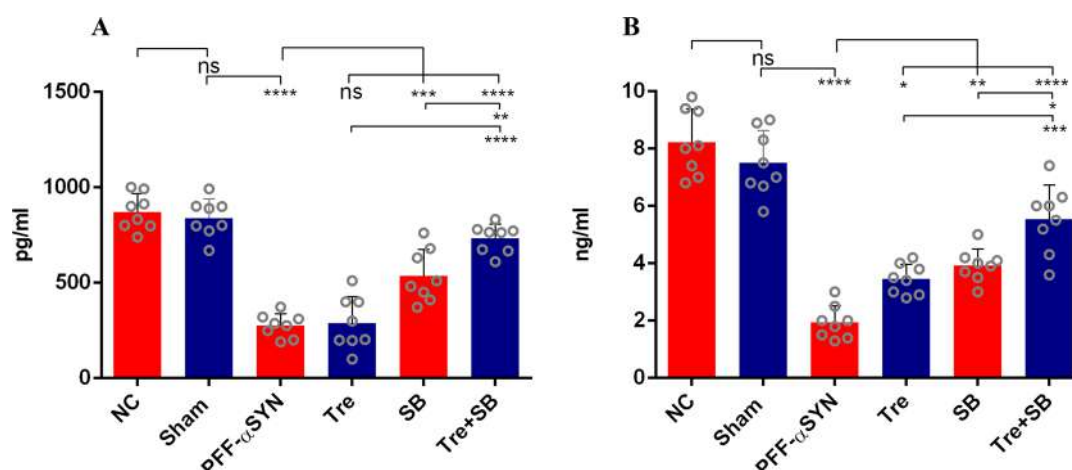 A
ns
****
ns
***
****
**
****
1500
1000
500
0
pg/ml
NC
Sham
PFF-αSYN
Tre
SB
Tre+SB
B
ns
****
*
**
****
*
***
10
8
6
4
2
0
ng/ml
NC
Sham
PFF-αSYN
Tre
SB
Tre+SB